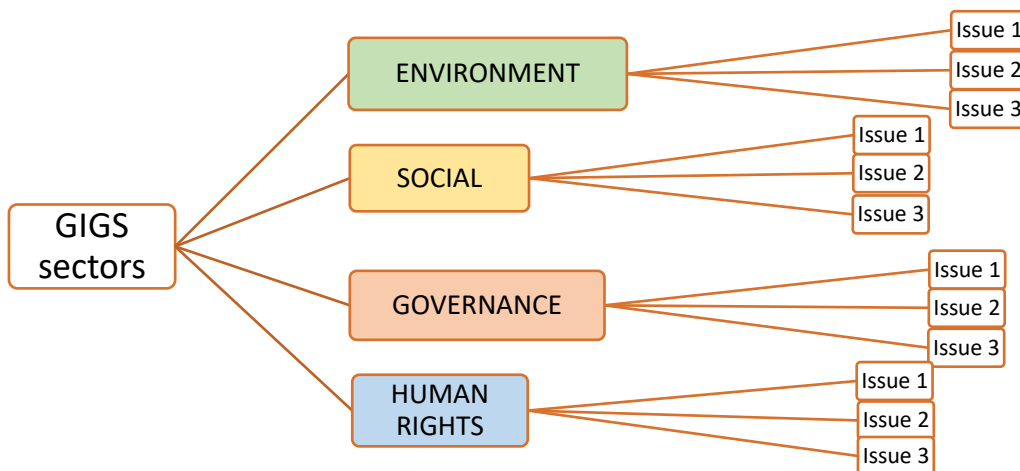 GIGS
sectors
ENVIRONMENT
Issue 1
Issue 2
Issue 3
SOCIAL
Issue 1
Issue 2
Issue 3
GOVERNANCE
Issue 1
Issue 2
Issue 3
HUMAN
RIGHTS
Issue 1
Issue 2
Issue 3